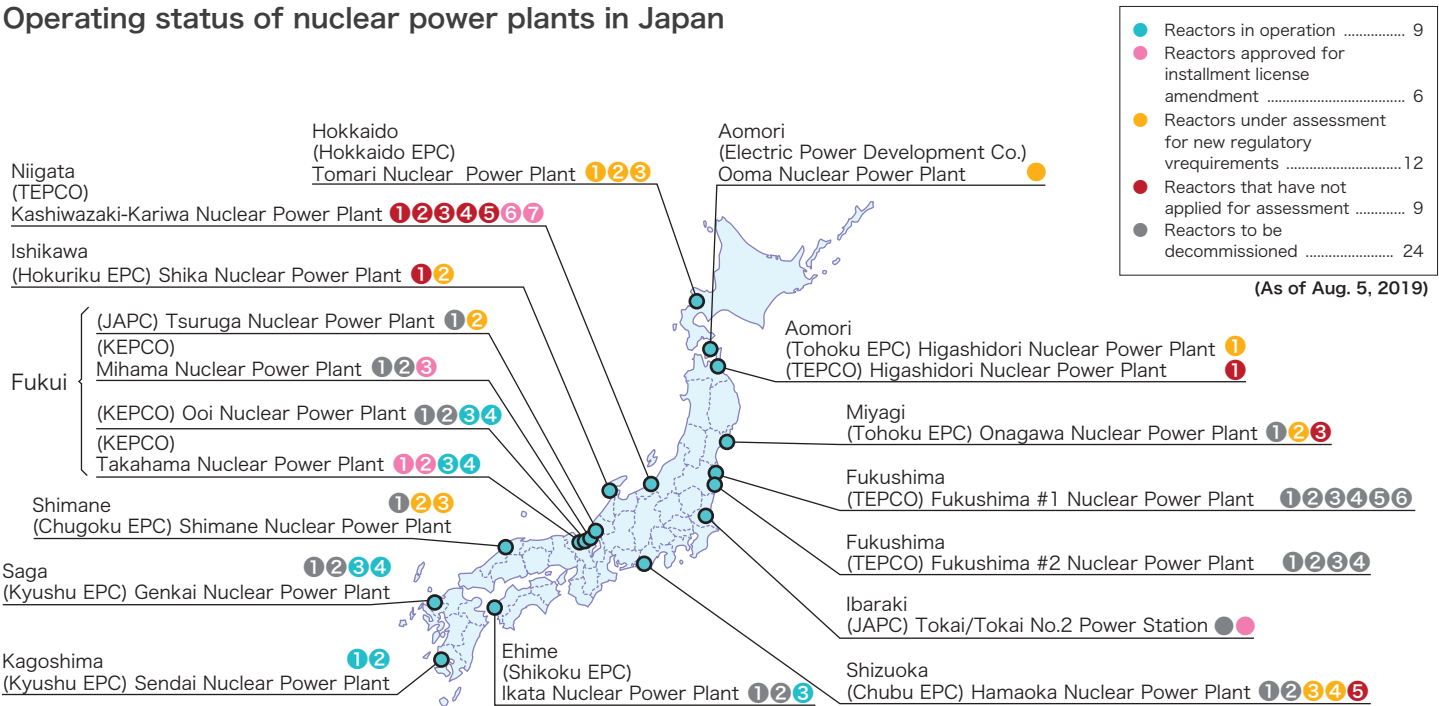 Operating status of nuclear power plants in Japan
Reactors in operation ................ 9
Reactors approved for
installment license
amendment ................................... 6
Reactors under assessment
for new regulatory
vrequirements .............................12
Reactors that have not
applied for assessment ............. 9
Reactors to be
decommissioned ...................... 24
(As of Aug. 5, 2019)
Hokkaido
(Hokkaido EPC)
Tomari Nuclear Power Plant 1 2 3
Aomori
(Electric Power Development Co.)
Ooma Nuclear Power Plant
Niigata
(TEPCO)
Kashiwazaki-Kariwa Nuclear Power Plant 1 2 3 4 5 6 7
Ishikawa
(Hokuriku EPC) Shika Nuclear Power Plant 1 2
Fukui
(JAPC) Tsuruga Nuclear Power Plant 1 2
(KEPCO)
Mihama Nuclear Power Plant 1 2 3
(KEPCO) Ooi Nuclear Power Plant 1 2 3 4
(KEPCO)
Takahama Nuclear Power Plant 1 2 3 4
Shimane 1 2 3
(Chugoku EPC) Shimane Nuclear Power Plant
Saga 1 2 3 4
(Kyushu EPC) Genkai Nuclear Power Plant
Kagoshima 1 2
(Kyushu EPC) Sendai Nuclear Power Plant
Ehime
(Shikoku EPC)
Ikata Nuclear Power Plant 1 2 3
Aomori
(Tohoku EPC) Higashidori Nuclear Power Plant 1
(TEPCO) Higashidori Nuclear Power Plant 1
Miyagi
(Tohoku EPC) Onagawa Nuclear Power Plant 1 2 3
Fukushima
(TEPCO) Fukushima #1 Nuclear Power Plant 1 2 3 4 5 6
Fukushima
(TEPCO) Fukushima #2 Nuclear Power Plant 1 2 3 4
Ibaraki
(JAPC) Tokai/Tokai No.2 Power Station
Shizuoka
(Chubu EPC) Hamaoka Nuclear Power Plant 1 2 3 4 5